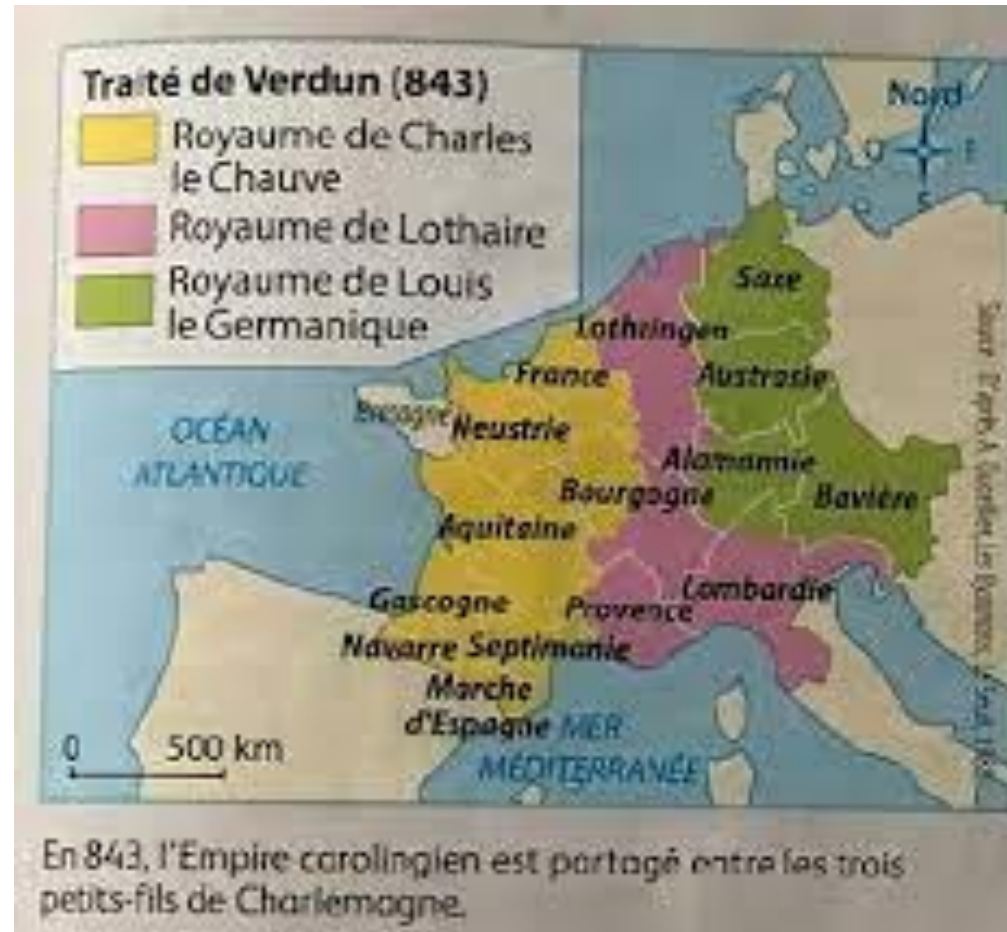 Traité de Verdun (843)
Royaume de Charles
le Chauve
Royaume de Lothaire
Royaume de Louis
le Germanique
Nord
E
S
Saxe
Lothringen
France
Austrasie
Bretagne
Neustrie
OCÉAN
ATLANTIQUE
Alamannie
Bourgogne
Bavière
Aquitaine
Lombardie
Gascogne
Provence
Navarre Septimanie
Marche
d'Espagne
MER
MÉDITERRANÉE
0 500 km
En 843, l'Empire carolingien est partagé entre les trois
petits-fils de Charlemagne.